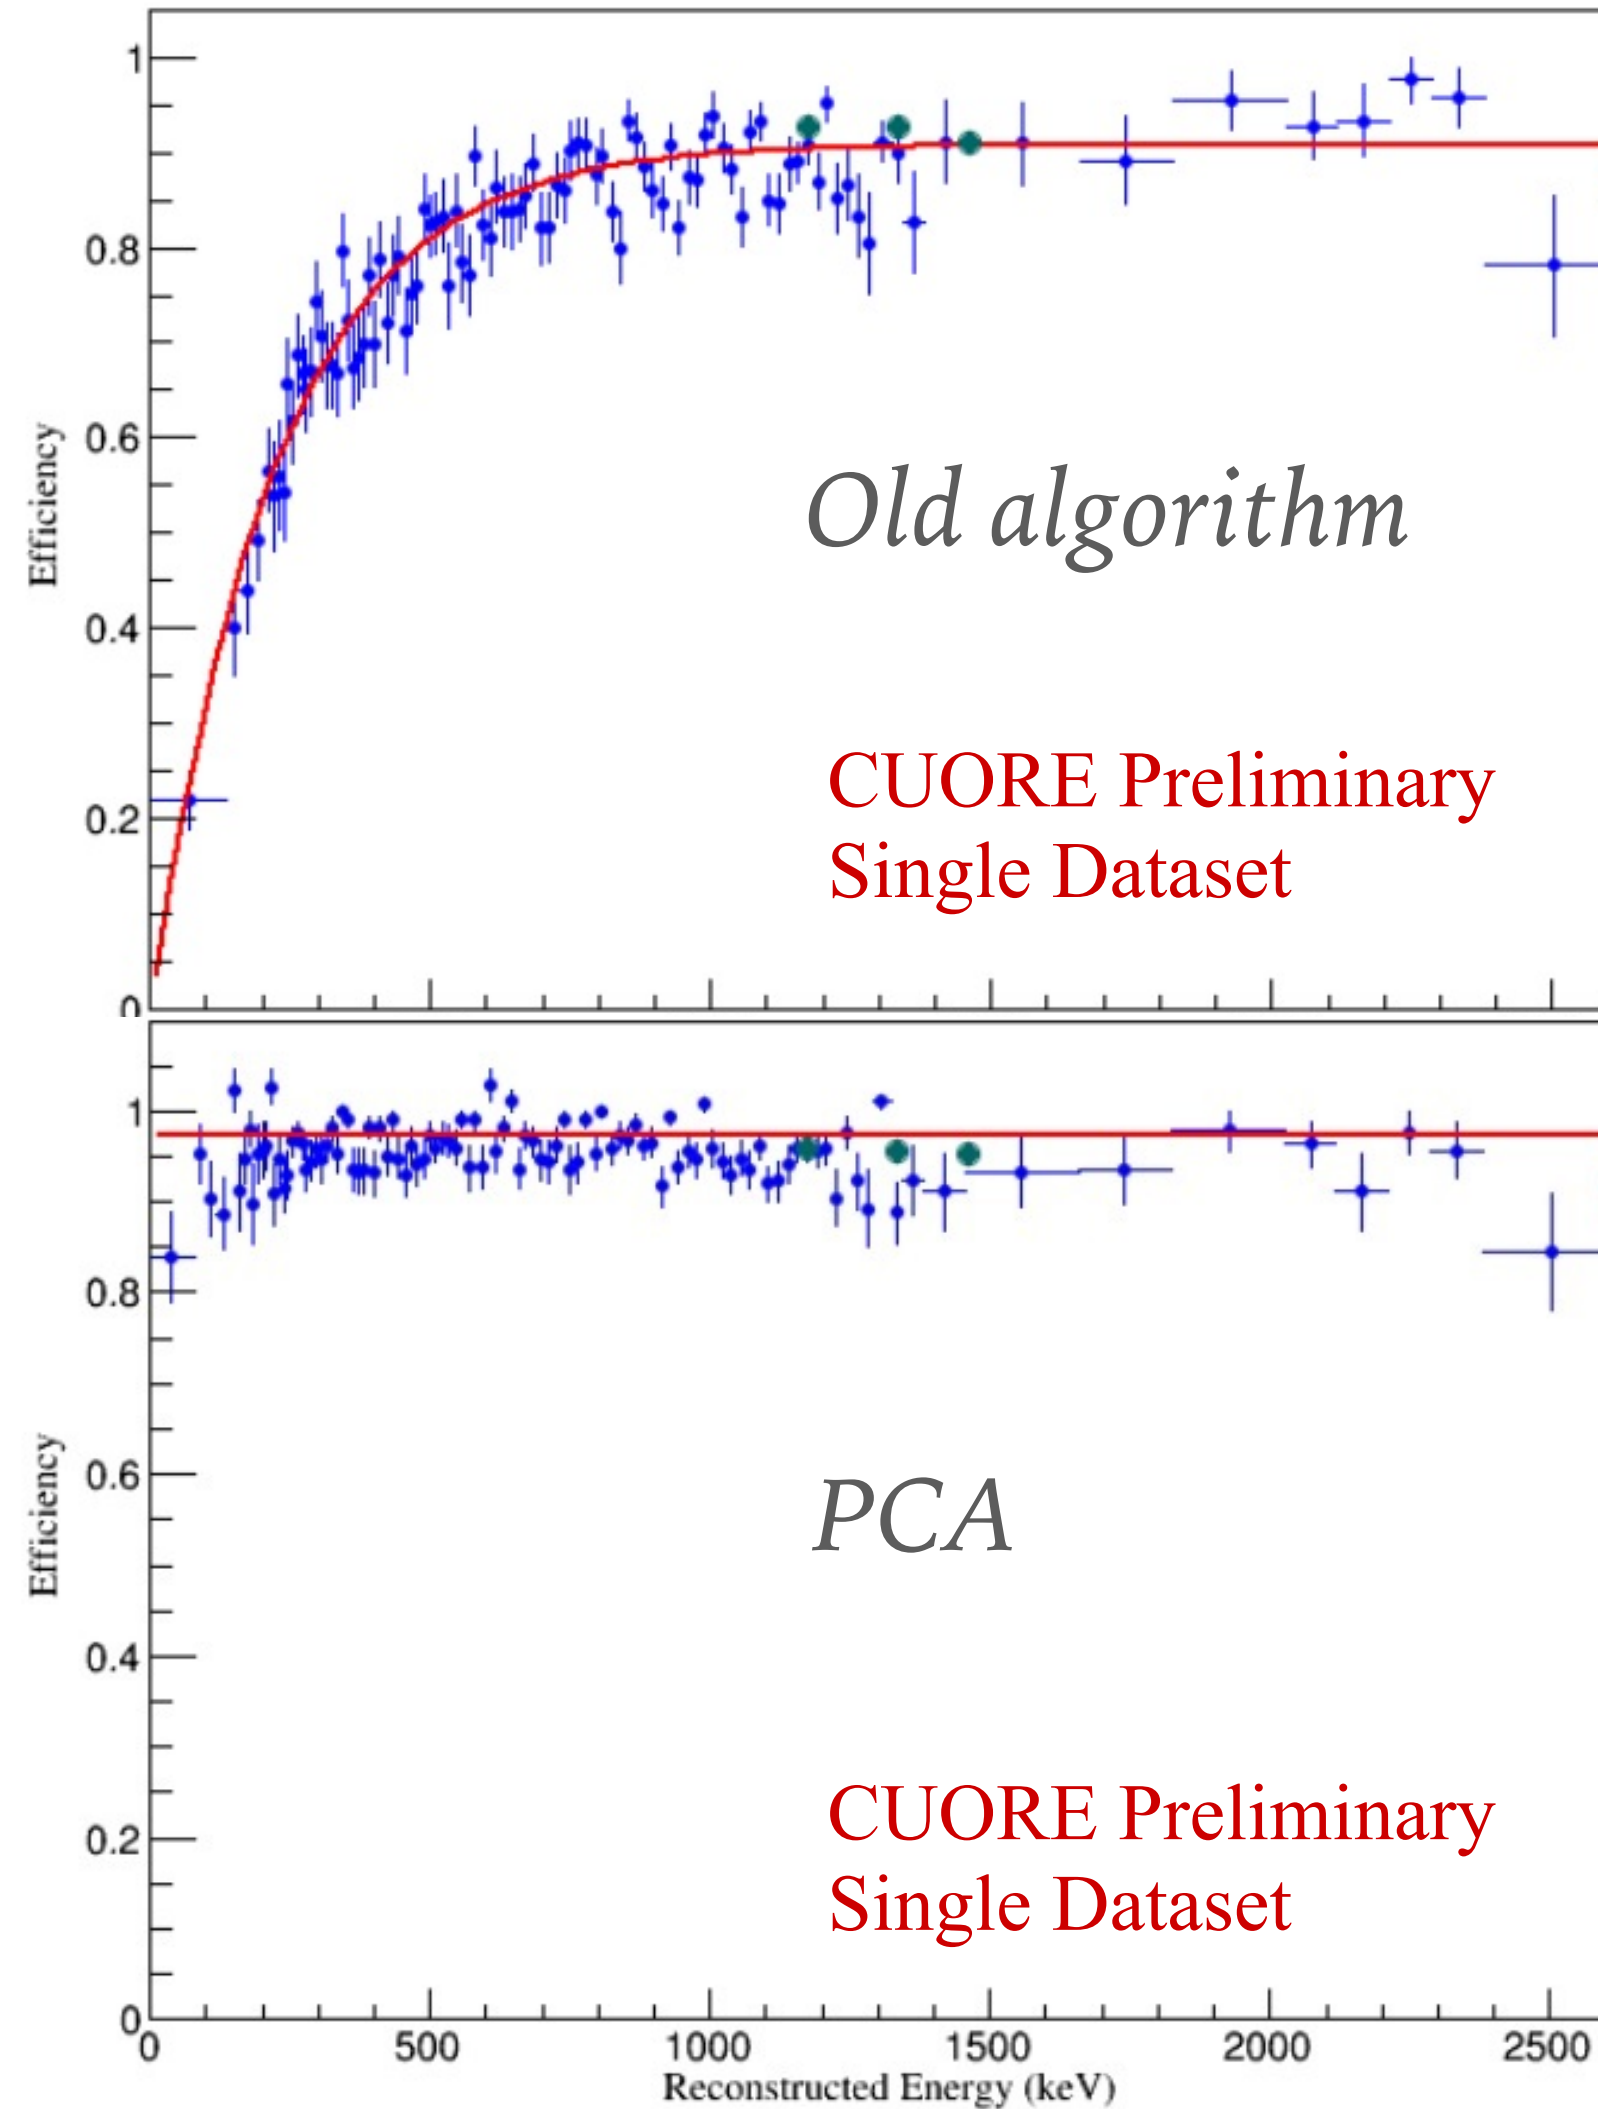 1
0.8
0.6
0.4
0.2
0
Efficiency
Old algorithm
CUORE Preliminary
Single Dataset
1
0.8
0.6
0.4
0.2
0
Efficiency
PCA
CUORE Preliminary
Single Dataset
0 500 1000 1500 2000 2500
Reconstructed Energy (keV)